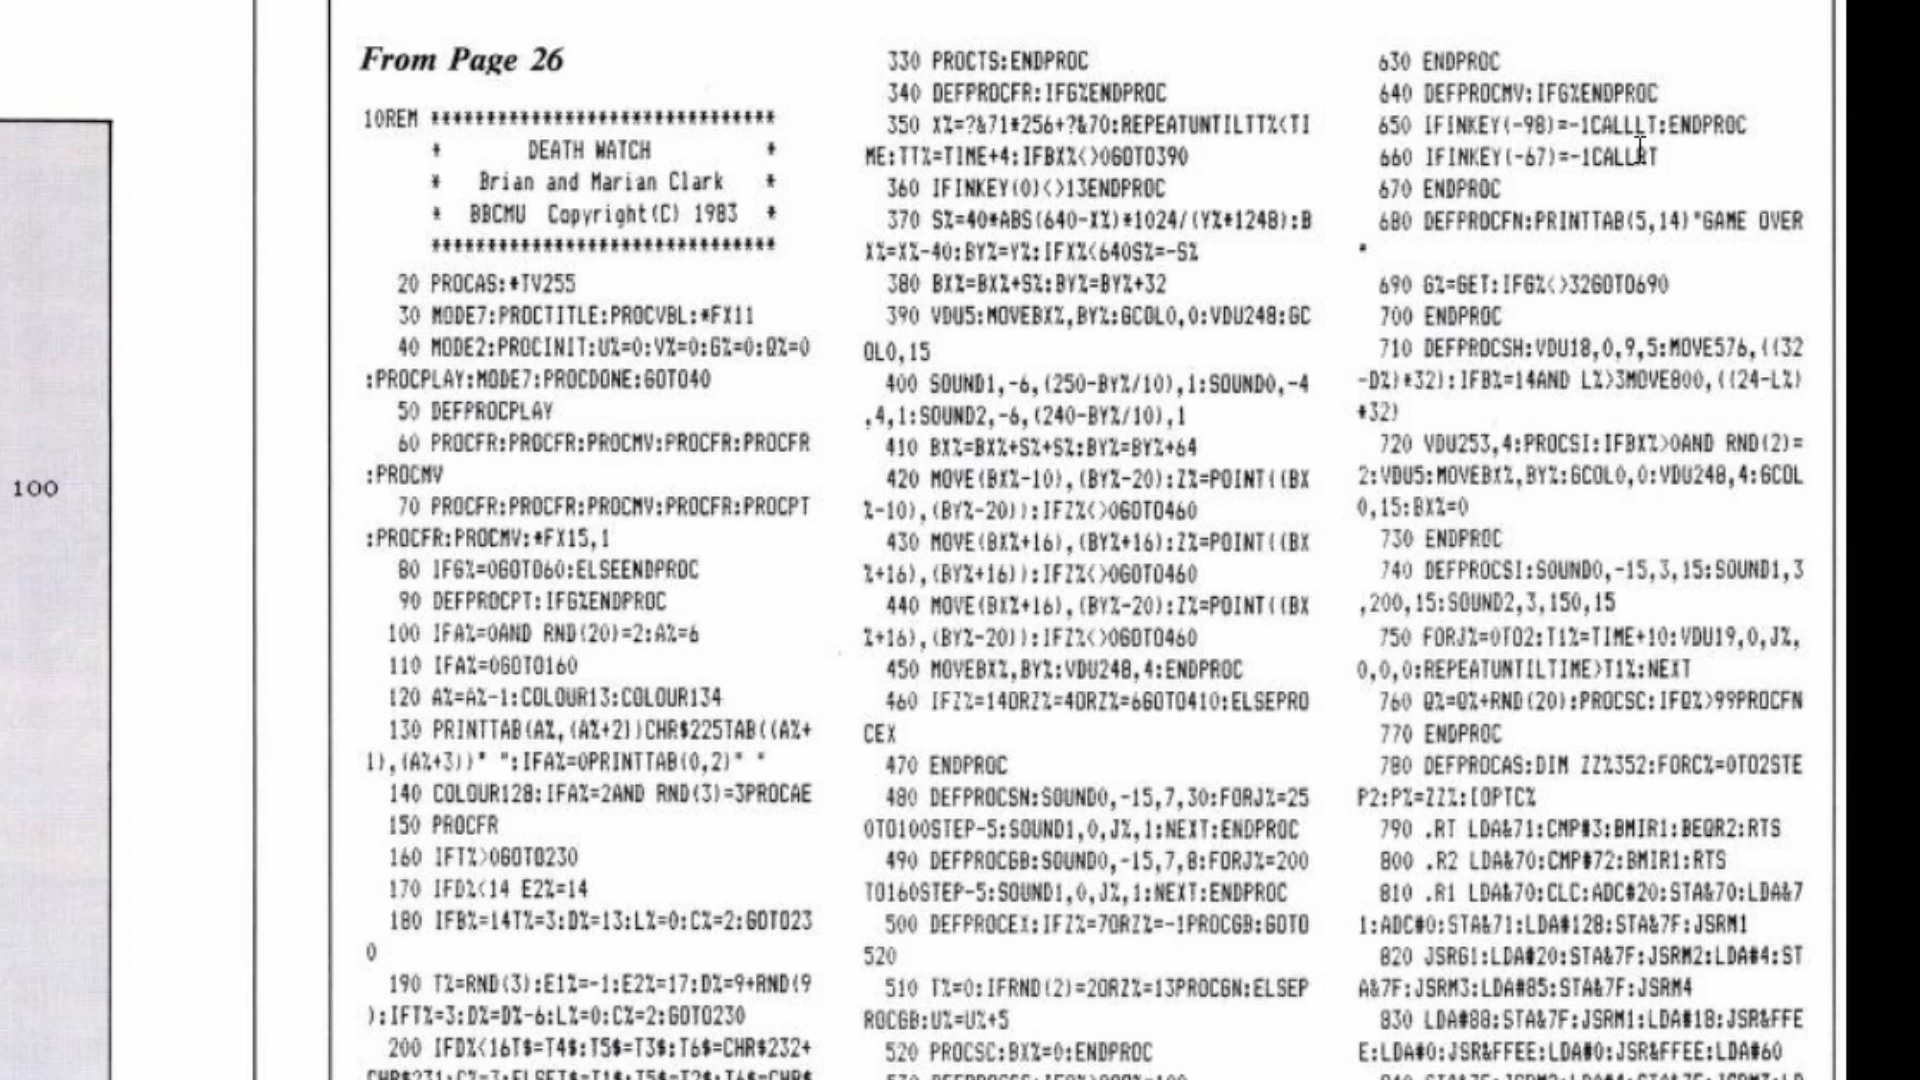 100
From Page 26
10REM *******************************
* DEATH WATCH *
* Brian and Marian Clark *
* BBCMU Copyright(C) 1983 *
*******************************
20 PROCAS:*TV255
30 MODE7:PROCTITLE:PROCVBL:*FX11
40 MODE2:PROCINIT:U%=0:V%=0:G%=0:Q%=0
:PROCPLAY:MODE7:PROCDONE:GOTO40
50 DEFPROCPLAY
60 PROCFR:PROCFR:PROCMV:PROCFR:PROCFR
:PROCMV
70 PROCFR:PROCFR:PROCMV:PROCFR:PROCPT
:PROCFR:PROCMV:*FX15,1
80 IFG%=0GOTO60:ELSEENDPROC
90 DEFPROCPT:IFG%ENDPROC
100 IFA%=0AND RND(20)=2:A%=6
110 IFA%=0GOTO160
120 A%=A%-1:COLOUR13:COLOUR134
130 PRINTTAB(A%,(A%+2))CHR$225TAB((A%+
1),(A%+3))" ":IFA%=0PRINTTAB(0,2)" "
140 COLOUR128:IFA%=2AND RND(3)=3PROCAE
150 PROCFR
160 IFT%>0GOTO230
170 IFD%<14 E2%=14
180 IFB%=14T%=3:D%=13:L%=0:C%=2:GOTO23
0
190 T%=RND(3):E1%=-1:E2%=17:D%=9+RND(9
):IFT%=3:D%=D%-6:L%=0:C%=2:GOTO230
200 IFD%<16T$=T4$:T5$=T3$:T6$=CHR$232+
CHR$231:C%=3:ELSET$=T1$:T5$=T2$:T6$=CHR$
330 PROCTS:ENDPROC
340 DEFPROCFR:IFG%ENDPROC
350 X%=?&71*256+?&70:REPEATUNTILTT%<TI
ME:TT%=TIME+4:IFBX%<>0GOTO390
360 IFINKEY(0)<>13ENDPROC
370 S%=40*ABS(640-X%)*1024/(Y%*1248):B
X%=X%-40:BY%=Y%:IFX%<640S%=-S%
380 BX%=BX%+S%:BY%=BY%+32
390 VDU5:MOVEBX%,BY%:GCOL0,0:VDU248:GC
OL0,15
400 SOUND1,-6,(250-BY%/10),1:SOUND0,-4
,4,1:SOUND2,-6,(240-BY%/10),1
410 BX%=BX%+S%+S%:BY%=BY%+64
420 MOVE(BX%-10),(BY%-20):Z%=POINT((BX
%-10),(BY%-20)):IFZ%<>0GOTO460
430 MOVE(BX%+16),(BY%+16):Z%=POINT((BX
%+16),(BY%+16)):IFZ%<>0GOTO460
440 MOVE(BX%+16),(BY%-20):Z%=POINT((BX
%+16),(BY%-20)):IFZ%<>0GOTO460
450 MOVEBX%,BY%:VDU248,4:ENDPROC
460 IFZ%=14ORZ%=4ORZ%=6GOTO410:ELSEPRO
CEX
470 ENDPROC
480 DEFPROCSN:SOUND0,-15,7,30:FORJ%=25
0TO100STEP-5:SOUND1,0,J%,1:NEXT:ENDPROC
490 DEFPROCGB:SOUND0,-15,7,8:FORJ%=200
TO160STEP-5:SOUND1,0,J%,1:NEXT:ENDPROC
500 DEFPROCEX:IFZ%=7ORZ%=-1PROCGB:GOTO
520
510 T%=0:IFRND(2)=2ORZ%=13PROCGN:ELSEP
ROCGB:U%=U%+5
520 PROCSC:BX%=0:ENDPROC
630 ENDPROC
640 DEFPROCMV:IFG%ENDPROC
650 IFINKEY(-98)=-1CALLLT:ENDPROC
660 IFINKEY(-67)=-1CALLRT
670 ENDPROC
680 DEFPROCFN:PRINTTAB(5,14)"GAME OVER
"
690 G%=GET:IFG%<>32GOTO690
700 ENDPROC
710 DEFPROCSH:VDU18,0,9,5:MOVE576,((32
-D%)*32):IFB%=14AND L%>3MOVE800,((24-L%)
*32)
720 VDU253,4:PROCSI:IFBX%>0AND RND(2)=
2:VDU5:MOVEBX%,BY%:GCOL0,0:VDU248,4:GCOL
0,15:BX%=0
730 ENDPROC
740 DEFPROCSI:SOUND0,-15,3,15:SOUND1,3
,200,15:SOUND2,3,150,15
750 FORJ%=0TO2:T1%=TIME+10:VDU19,0,J%,
0,0,0:REPEATUNTILTIME>T1%:NEXT
760 Q%=Q%+RND(20):PROCSC:IFQ%>99PROCFN
770 ENDPROC
780 DEFPROCAS:DIM ZZ%352:FORC%=0TO2STE
P2:P%=ZZ%:[OPTC%
790 .RT LDA&71:CMP#3:BMIR1:BEQR2:RTS
800 .R2 LDA&70:CMP#72:BMIR1:RTS
810 .R1 LDA&70:CLC:ADC#20:STA&70:LDA&7
1:ADC#0:STA&71:LDA#128:STA&7F:JSRM1
820 JSRG1:LDA#20:STA&7F:JSRM2:LDA#4:ST
A&7F:JSRM3:LDA#85:STA&7F:JSRM4
830 LDA#88:STA&7F:JSRM1:LDA#18:JSR&FFE
E:LDA#0:JSR&FFEE:LDA#0:JSR&FFEE:LDA#60